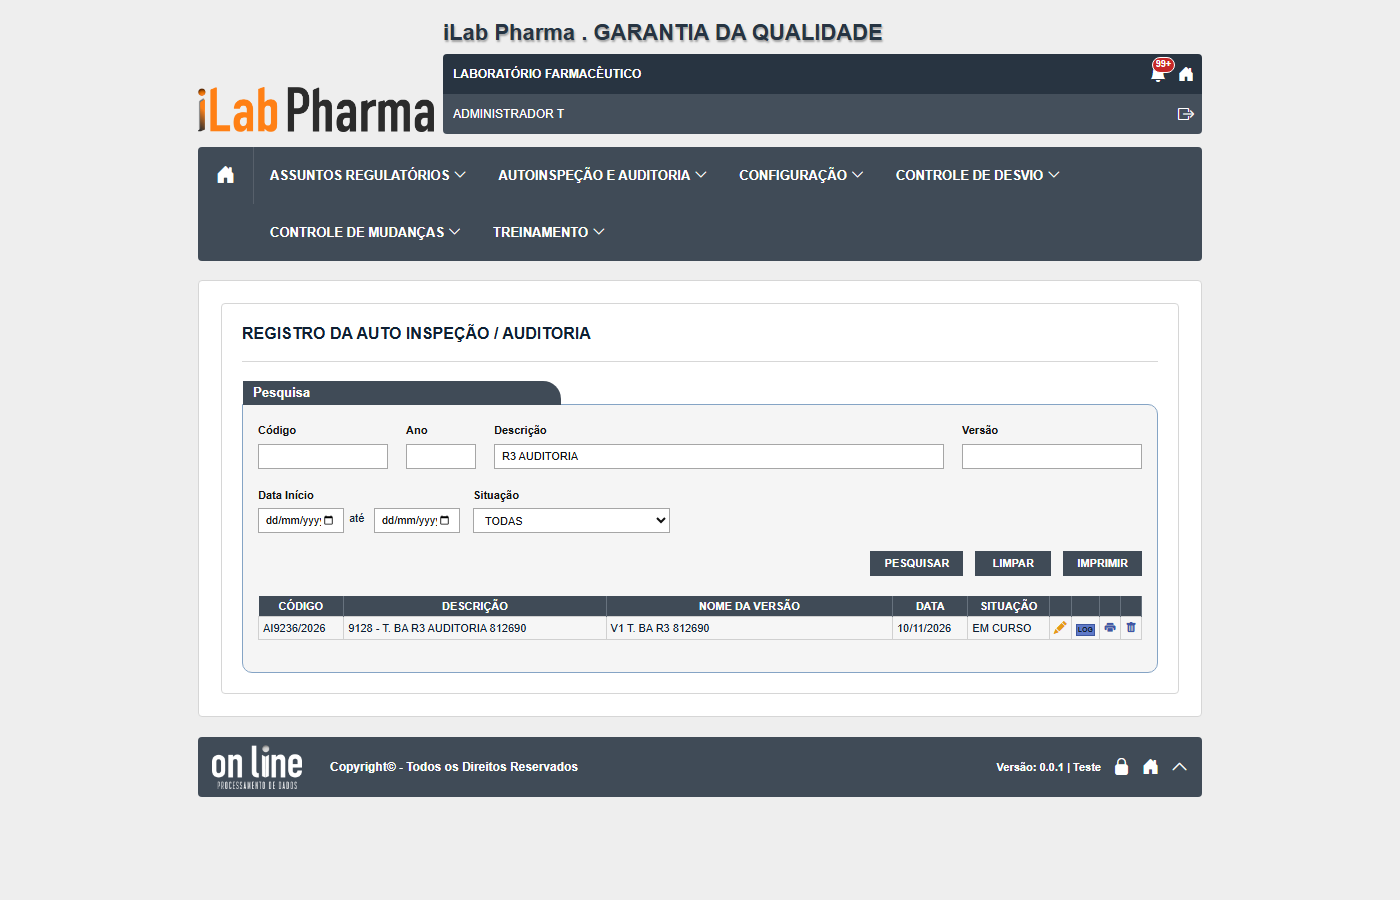 iLab Pharma . GARANTIA DA QUALIDADE
iLab Pharma
LABORATÓRIO FARMACÊUTICO
99+
ADMINISTRADOR T
ASSUNTOS REGULATÓRIOS
AUTOINSPEÇÃO E AUDITORIA
CONFIGURAÇÃO
CONTROLE DE DESVIO
CONTROLE DE MUDANÇAS
TREINAMENTO
REGISTRO DA AUTO INSPEÇÃO / AUDITORIA
Pesquisa
Código Ano Descrição Versão
R3 AUDITORIA
Data Início Situação
dd/mm/yyyy até dd/mm/yyyy TODAS
PESQUISAR LIMPAR IMPRIMIR
CÓDIGO DESCRIÇÃO NOME DA VERSÃO DATA SITUAÇÃO
AI9236/2026 9128 - T. BA R3 AUDITORIA 812690 V1 T. BA R3 812690 10/11/2026 EM CURSO LOG
on line
PROCESSAMENTO DE DADOS
Copyright© - Todos os Direitos Reservados
Versão: 0.0.1 | Teste